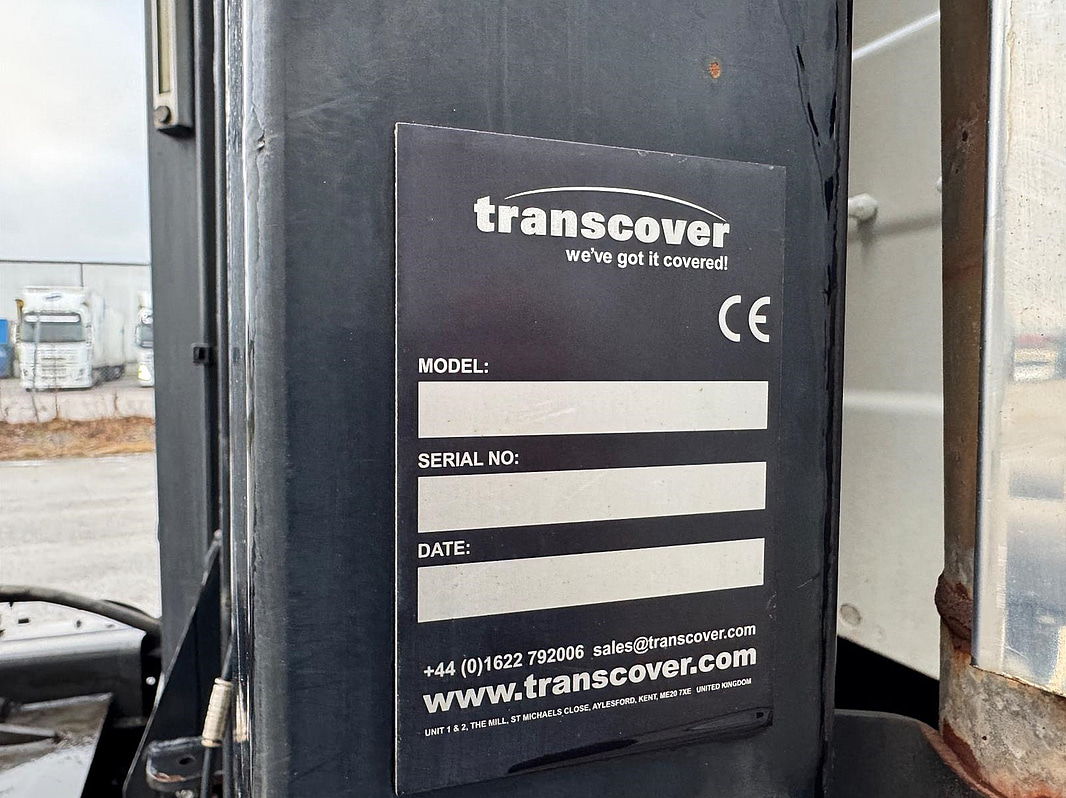 transcover
we've got it covered!
CE
MODEL:
SERIAL NO:
DATE:
+44 (0)1622 792006 sales@transcover.com
www.transcover.com
UNIT 1 & 2, THE MILL, ST MICHAELS CLOSE, AYLESFORD, KENT, ME20 7XE UNITED KINGDOM